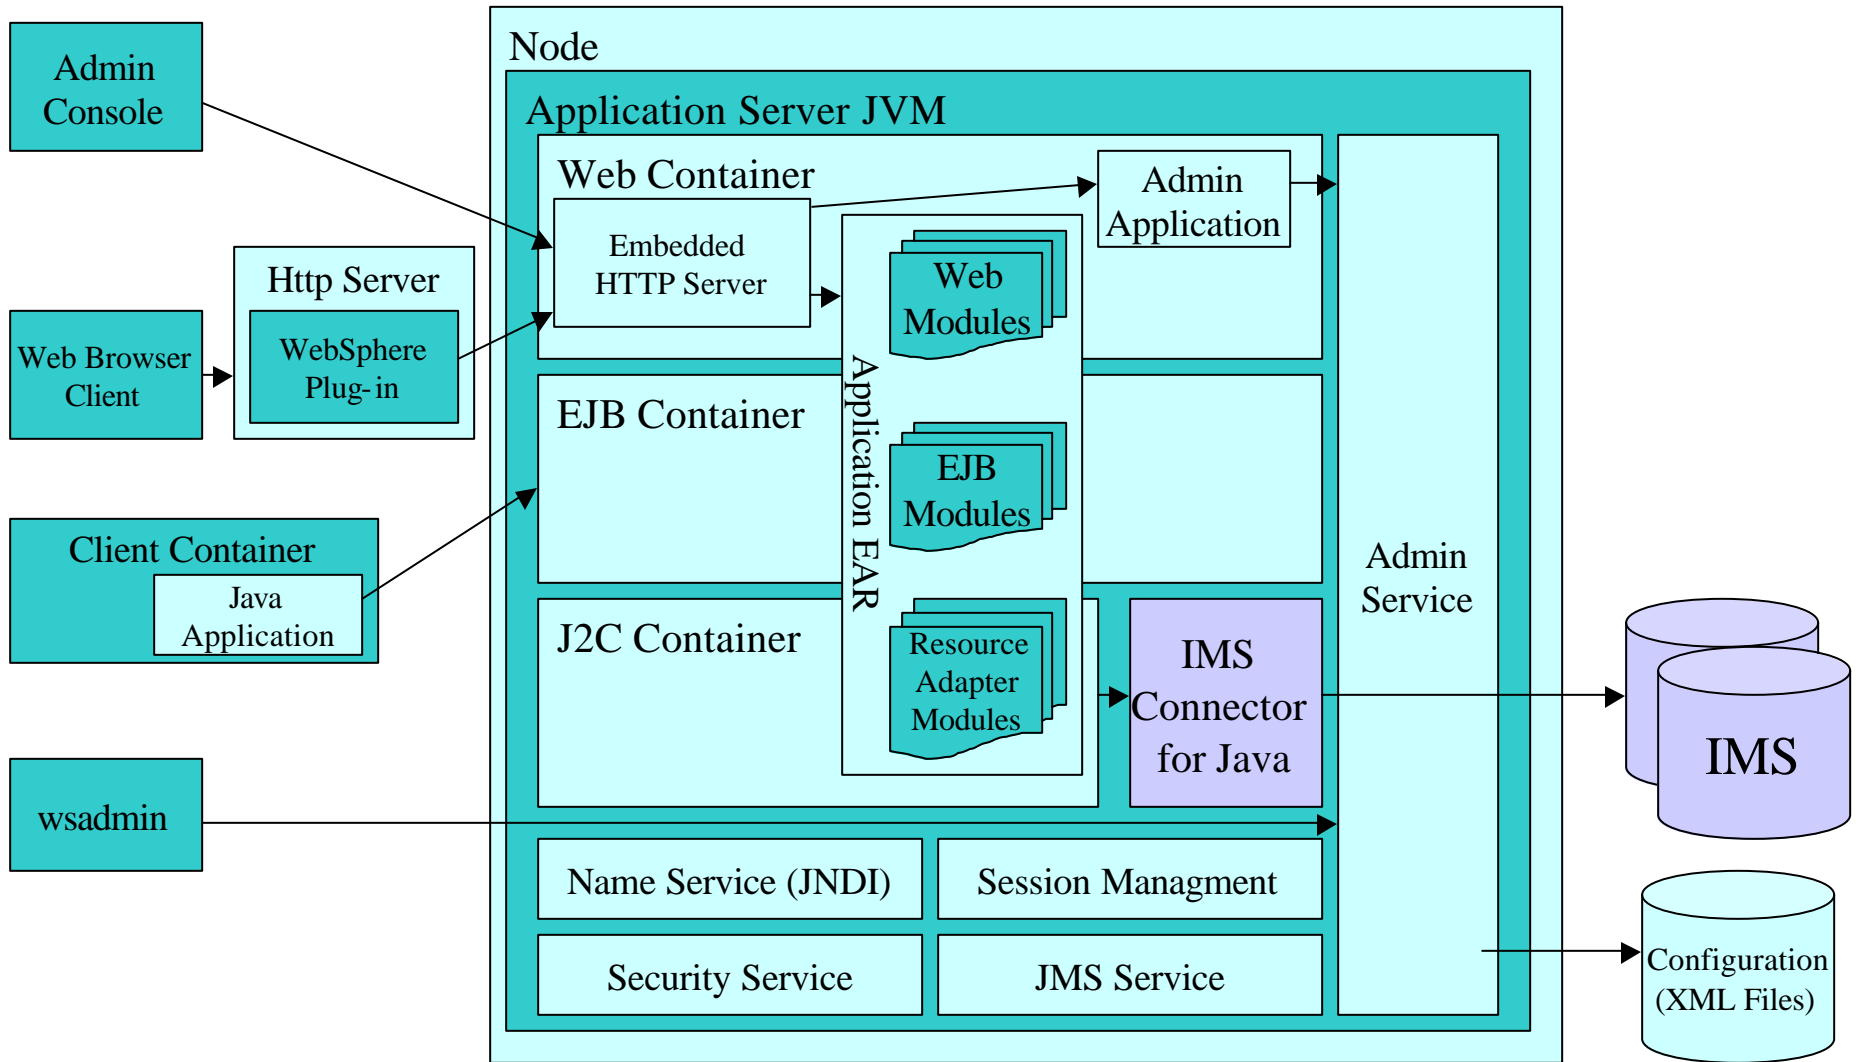 Node
Admin
Console
Application Server JVM
Web Container
Admin
Application
Embedded
HTTP Server
Web
Modules
Http Server
WebSphere
Plug-in
Web Browser
Client
Application EAR
EJB Container
EJB
Modules
Client Container
Java
Application
Admin
Service
J2C Container
Resource
Adapter
Modules
IMS
Connector
for Java
IMS
wsadmin
Name Service (JNDI)
Session Managment
Security Service
JMS Service
Configuration
(XML Files)